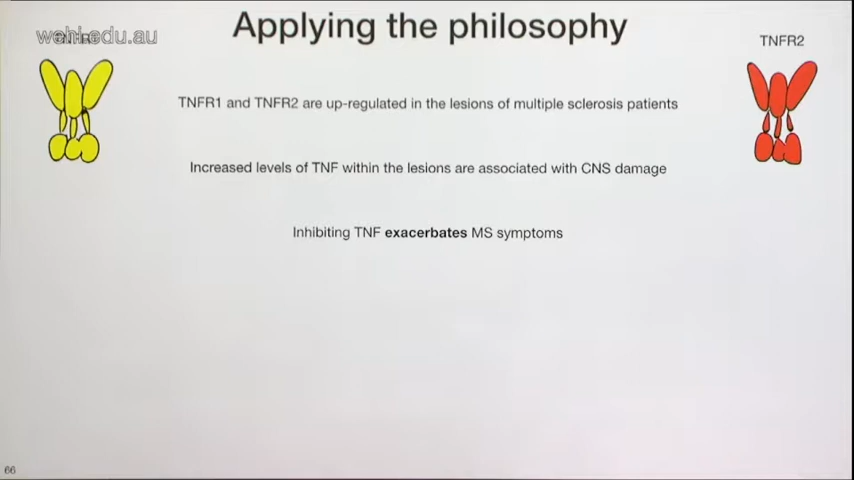 Applying the philosophy
wehi.edu.au
TNFR2
TNFR1 and TNFR2 are up-regulated in the lesions of multiple sclerosis patients
Increased levels of TNF within the lesions are associated with CNS damage
Inhibiting TNF exacerbates MS symptoms
66